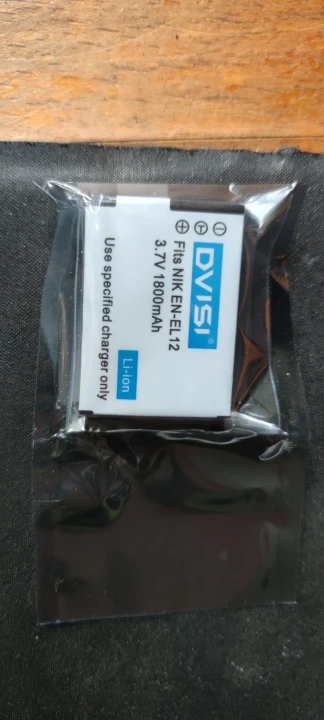 DVISI®
Fits NIK EN-EL12
3.7V 1800mAh
Use specified charger only
Li-ion